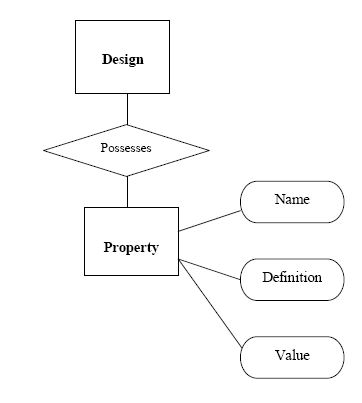 Design
Possesses
Name
Property
Definition
Value